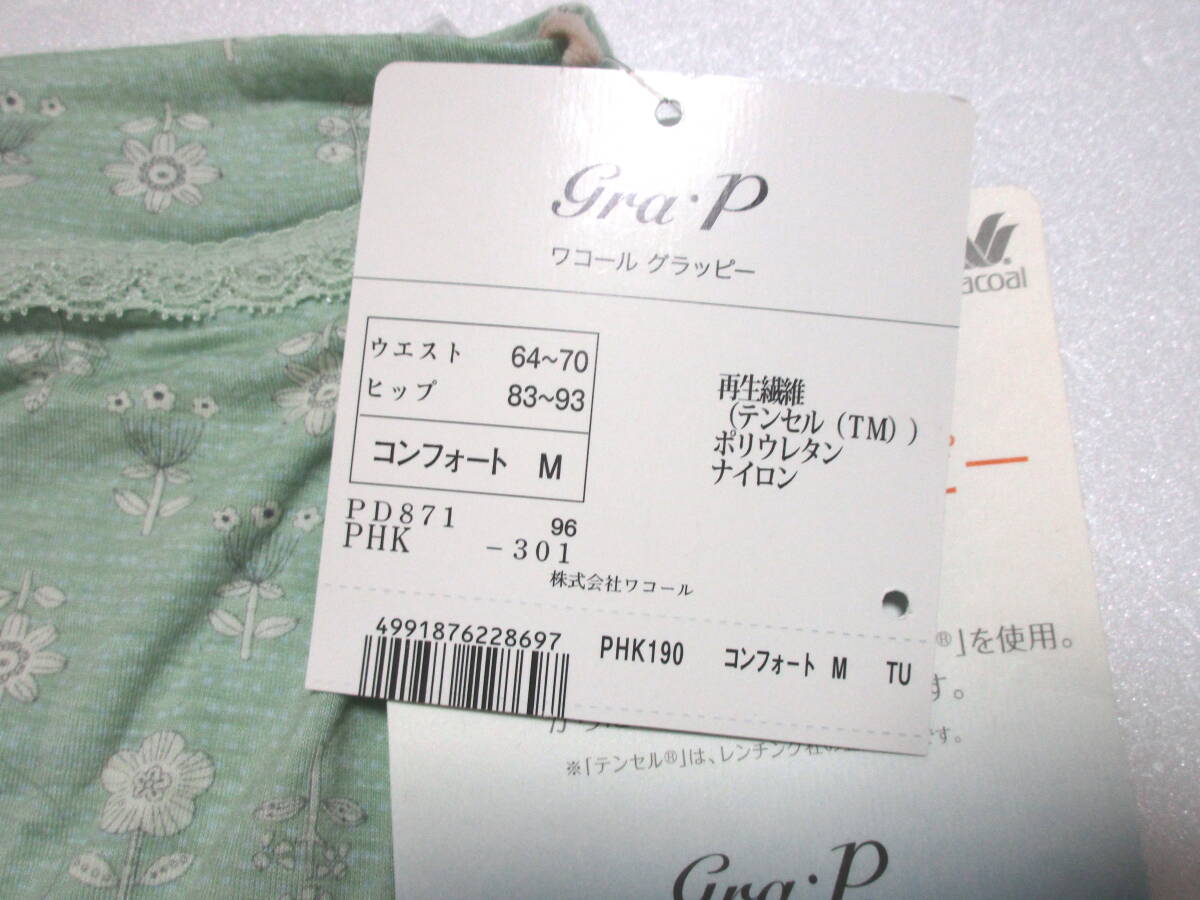 Gra・P
ワコール グラッピー
ウエスト 64~70
ヒップ 83~93
コンフォート M
再生繊維
(テンセル (TM) )
ポリウレタン
ナイロン
PD871 96
PHK -301
株式会社ワコール
4991876228697
PHK190 コンフォート M TU
acoal
®」を使用。
す。
です。
※「テンセル®」は、レンチング社の
Gra・P